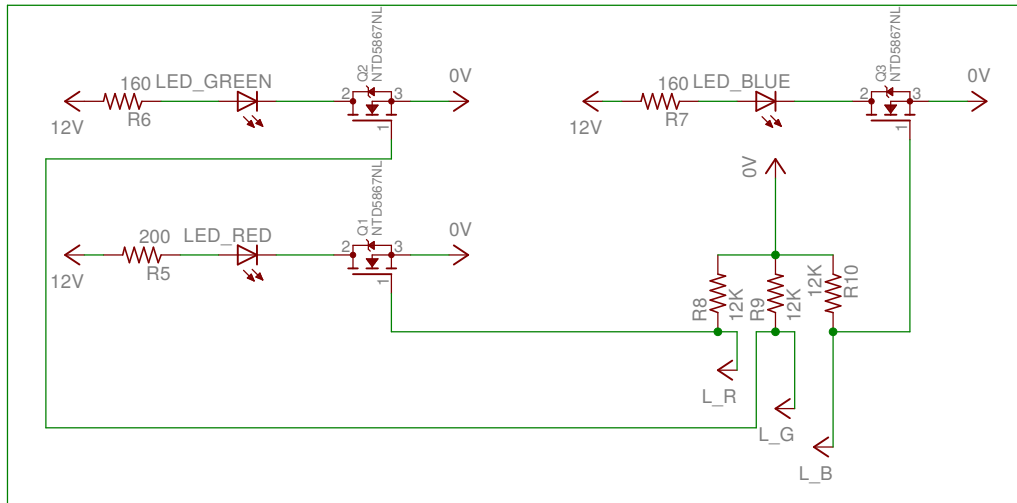 160 LED_GREEN
Q2
NTD5867NL
0V
2
3
1
12V
R6
160 LED_BLUE
Q3
NTD5867NL
0V
2
3
1
12V
R7
0V
200 LED_RED
Q1
NTD5867NL
0V
2
3
1
12V
R5
R8
12K
R9
12K
12K
R10
L_R
L_G
L_B